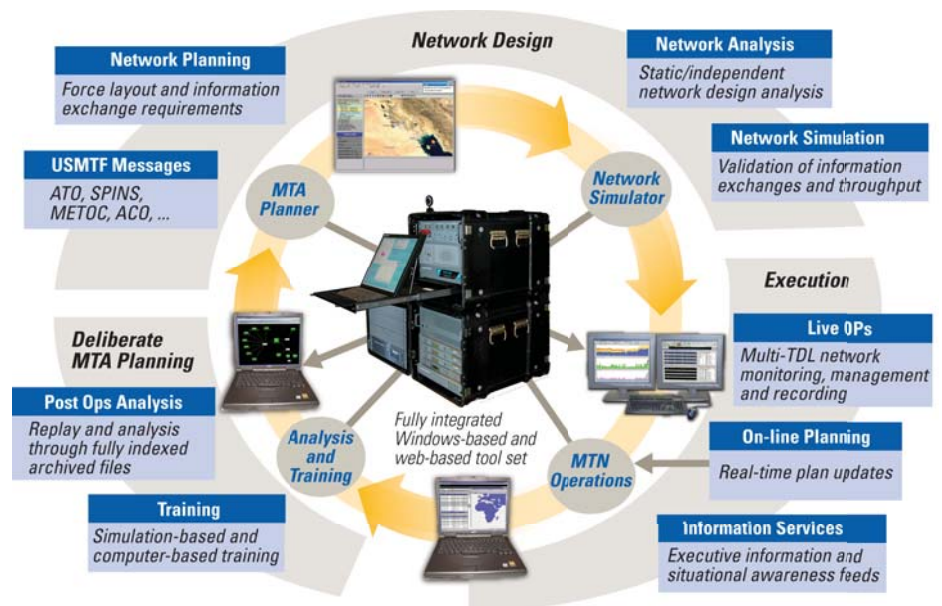 Network Design
Network Planning
Force layout and information
exchange requirements
USMTF Messages
ATO, SPINS,
METOC, ACO, ...
MTA
Planner
Network Analysis
Static/independent
network design analysis
Network Simulation
Validation of information
exchanges and throughput
Network
Simulator
Execution
Live OPs
Multi-TDL network
monitoring, management
and recording
On-line Planning
Real-time plan updates
Information Services
Executive information and
situational awareness feeds
MTN
Operations
Fully integrated
Windows-based and
web-based tool set
Analysis
and
Training
Deliberate
MTA Planning
Post Ops Analysis
Replay and analysis
through fully indexed
archived files
Training
Simulation-based and
computer-based training